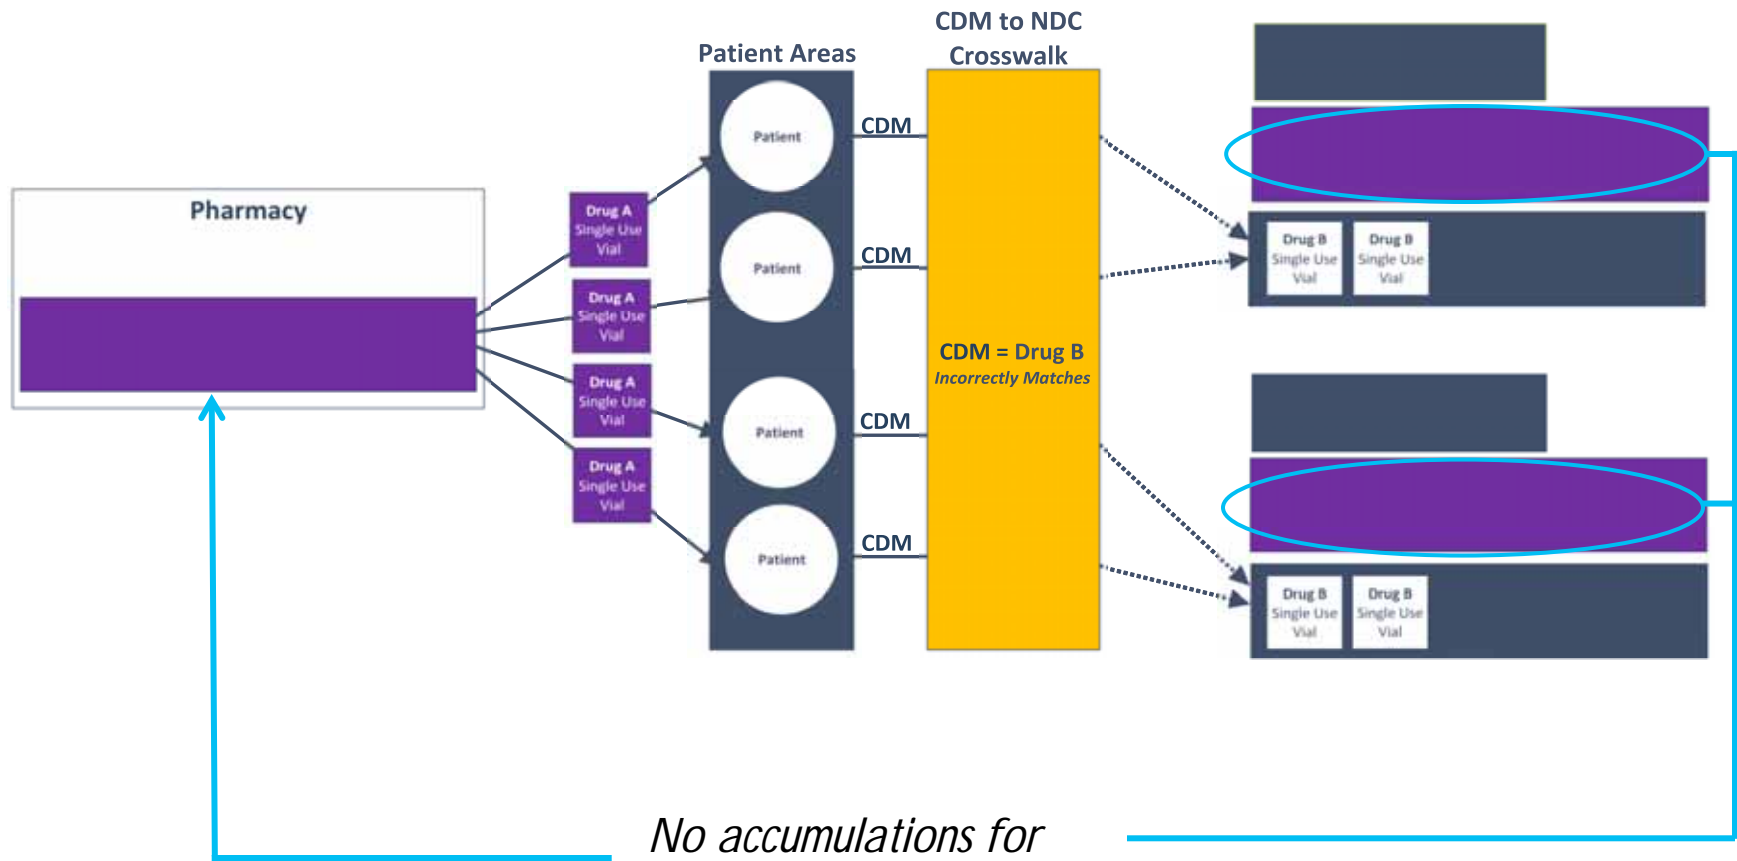 CDM to NDC
Crosswalk
Patient Areas
Pharmacy
Drug A
Single Use
Vial
Drug A
Single Use
Vial
Drug A
Single Use
Vial
Drug A
Single Use
Vial
Patient
Patient
Patient
Patient
CDM
CDM
CDM
CDM
CDM = Drug B
Incorrectly Matches
Drug B
Single Use
Vial
Drug B
Single Use
Vial
Drug B
Single Use
Vial
Drug B
Single Use
Vial
No accumulations for